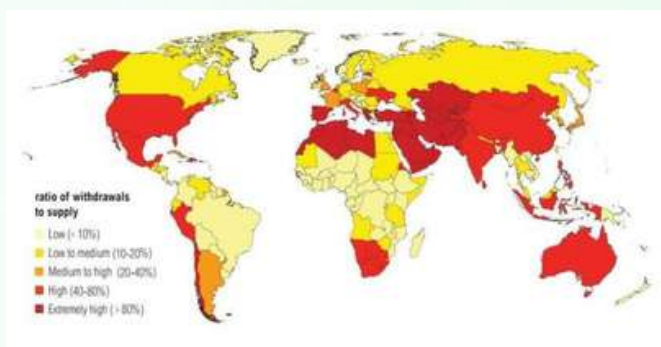 ratio of withdrawals
to supply
Low (< 10%)
Low to medium (10-20%)
Medium to high (20-40%)
High (40-80%)
Extremely high (> 80%)